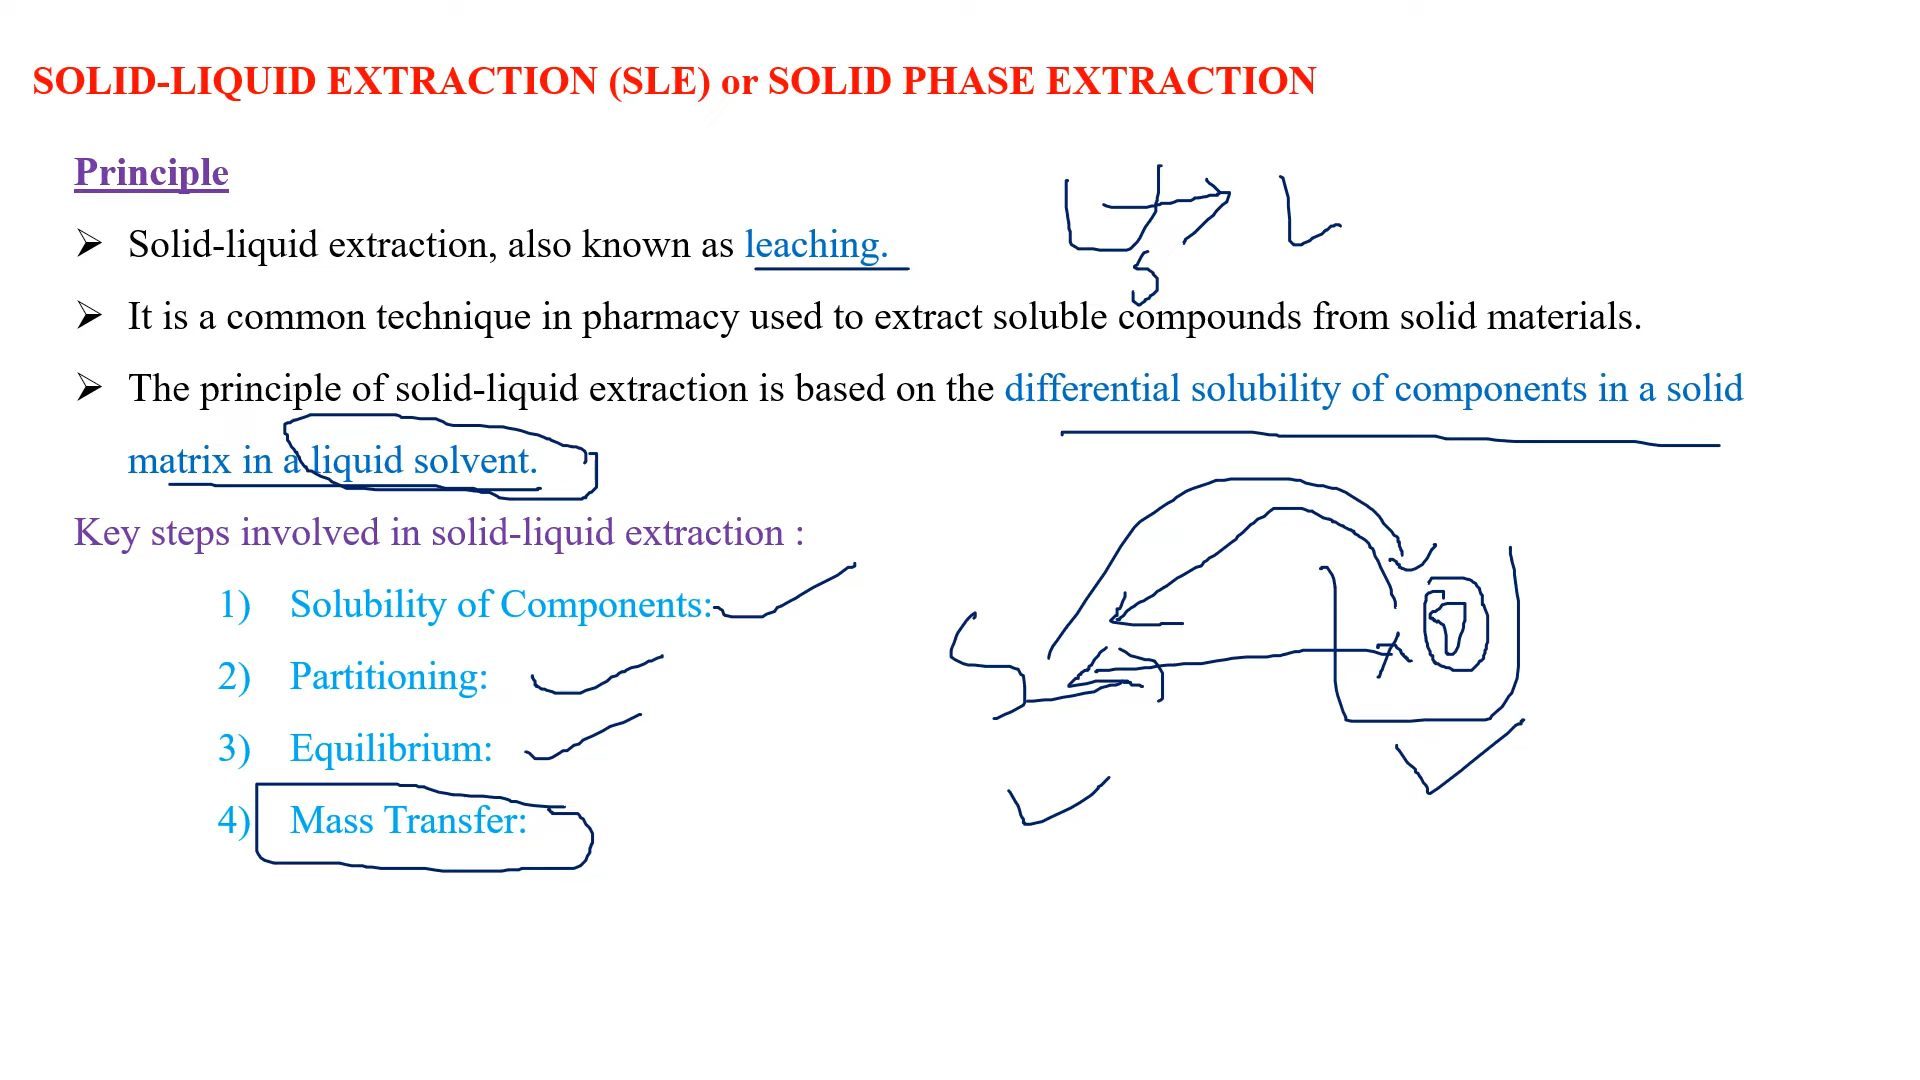 SOLID-LIQUID EXTRACTION (SLE) or SOLID PHASE EXTRACTION
Principle
➢ Solid-liquid extraction, also known as leaching.
➢ It is a common technique in pharmacy used to extract soluble compounds from solid materials.
➢ The principle of solid-liquid extraction is based on the differential solubility of components in a solid
matrix in a liquid solvent.
Key steps involved in solid-liquid extraction :
1) Solubility of Components:
2) Partitioning:
3) Equilibrium:
4) Mass Transfer: